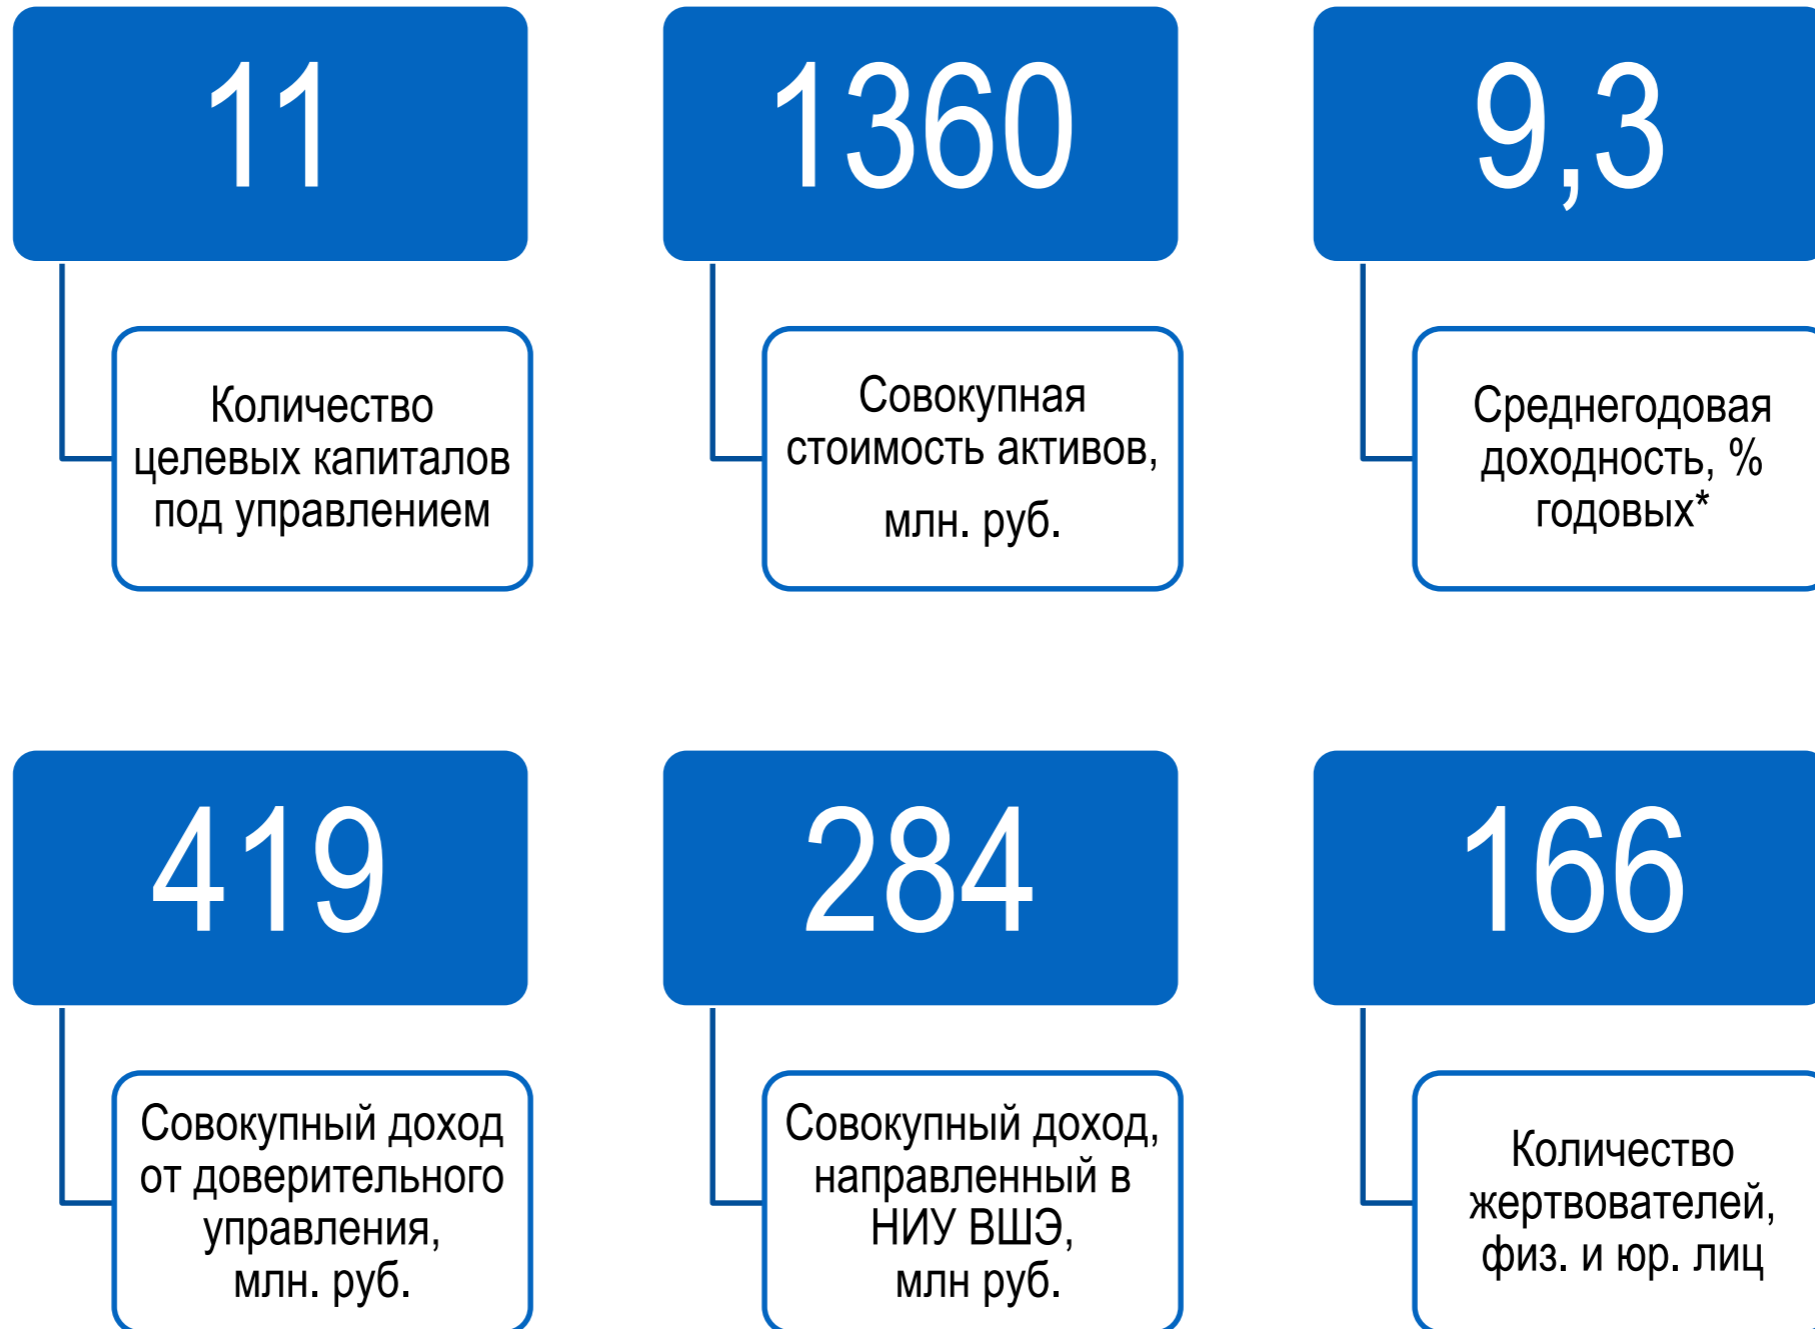 11
Количество
целевых капиталов
под управлением
1360
Совокупная
стоимость активов,
млн. руб.
9,3
Среднегодовая
доходность, %
годовых*
419
Совокупный доход
от доверительного
управления,
млн. руб.
284
Совокупный доход,
направленный в
НИУ ВШЭ,
млн руб.
166
Количество
жертвователей,
физ. и юр. лиц